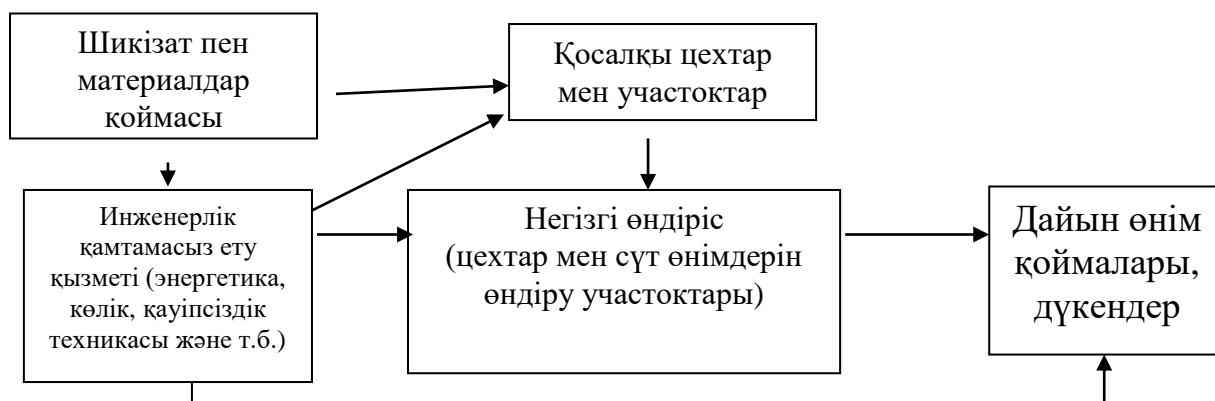 Шикізат пен
материалдар
қоймасы
Қосалқы цехтар
мен участоктар
Инженерлік
қамтамасыз ету
қызметі (энергетика,
көлік, қауіпсіздік
техникасы және т.б.)
Негізгі өндіріс
(цехтар мен сүт өнімдерін
өндіру участоктары)
Дайын өнім
қоймалары,
дүкендер